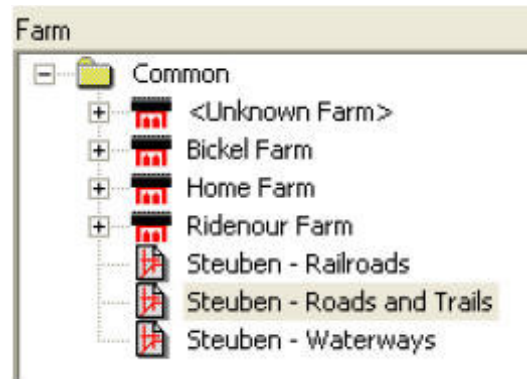 Farm
Common
<Unknown Farm>
Bickel Farm
Home Farm
Ridenour Farm
Steuben - Railroads
Steuben - Roads and Trails
Steuben - Waterways